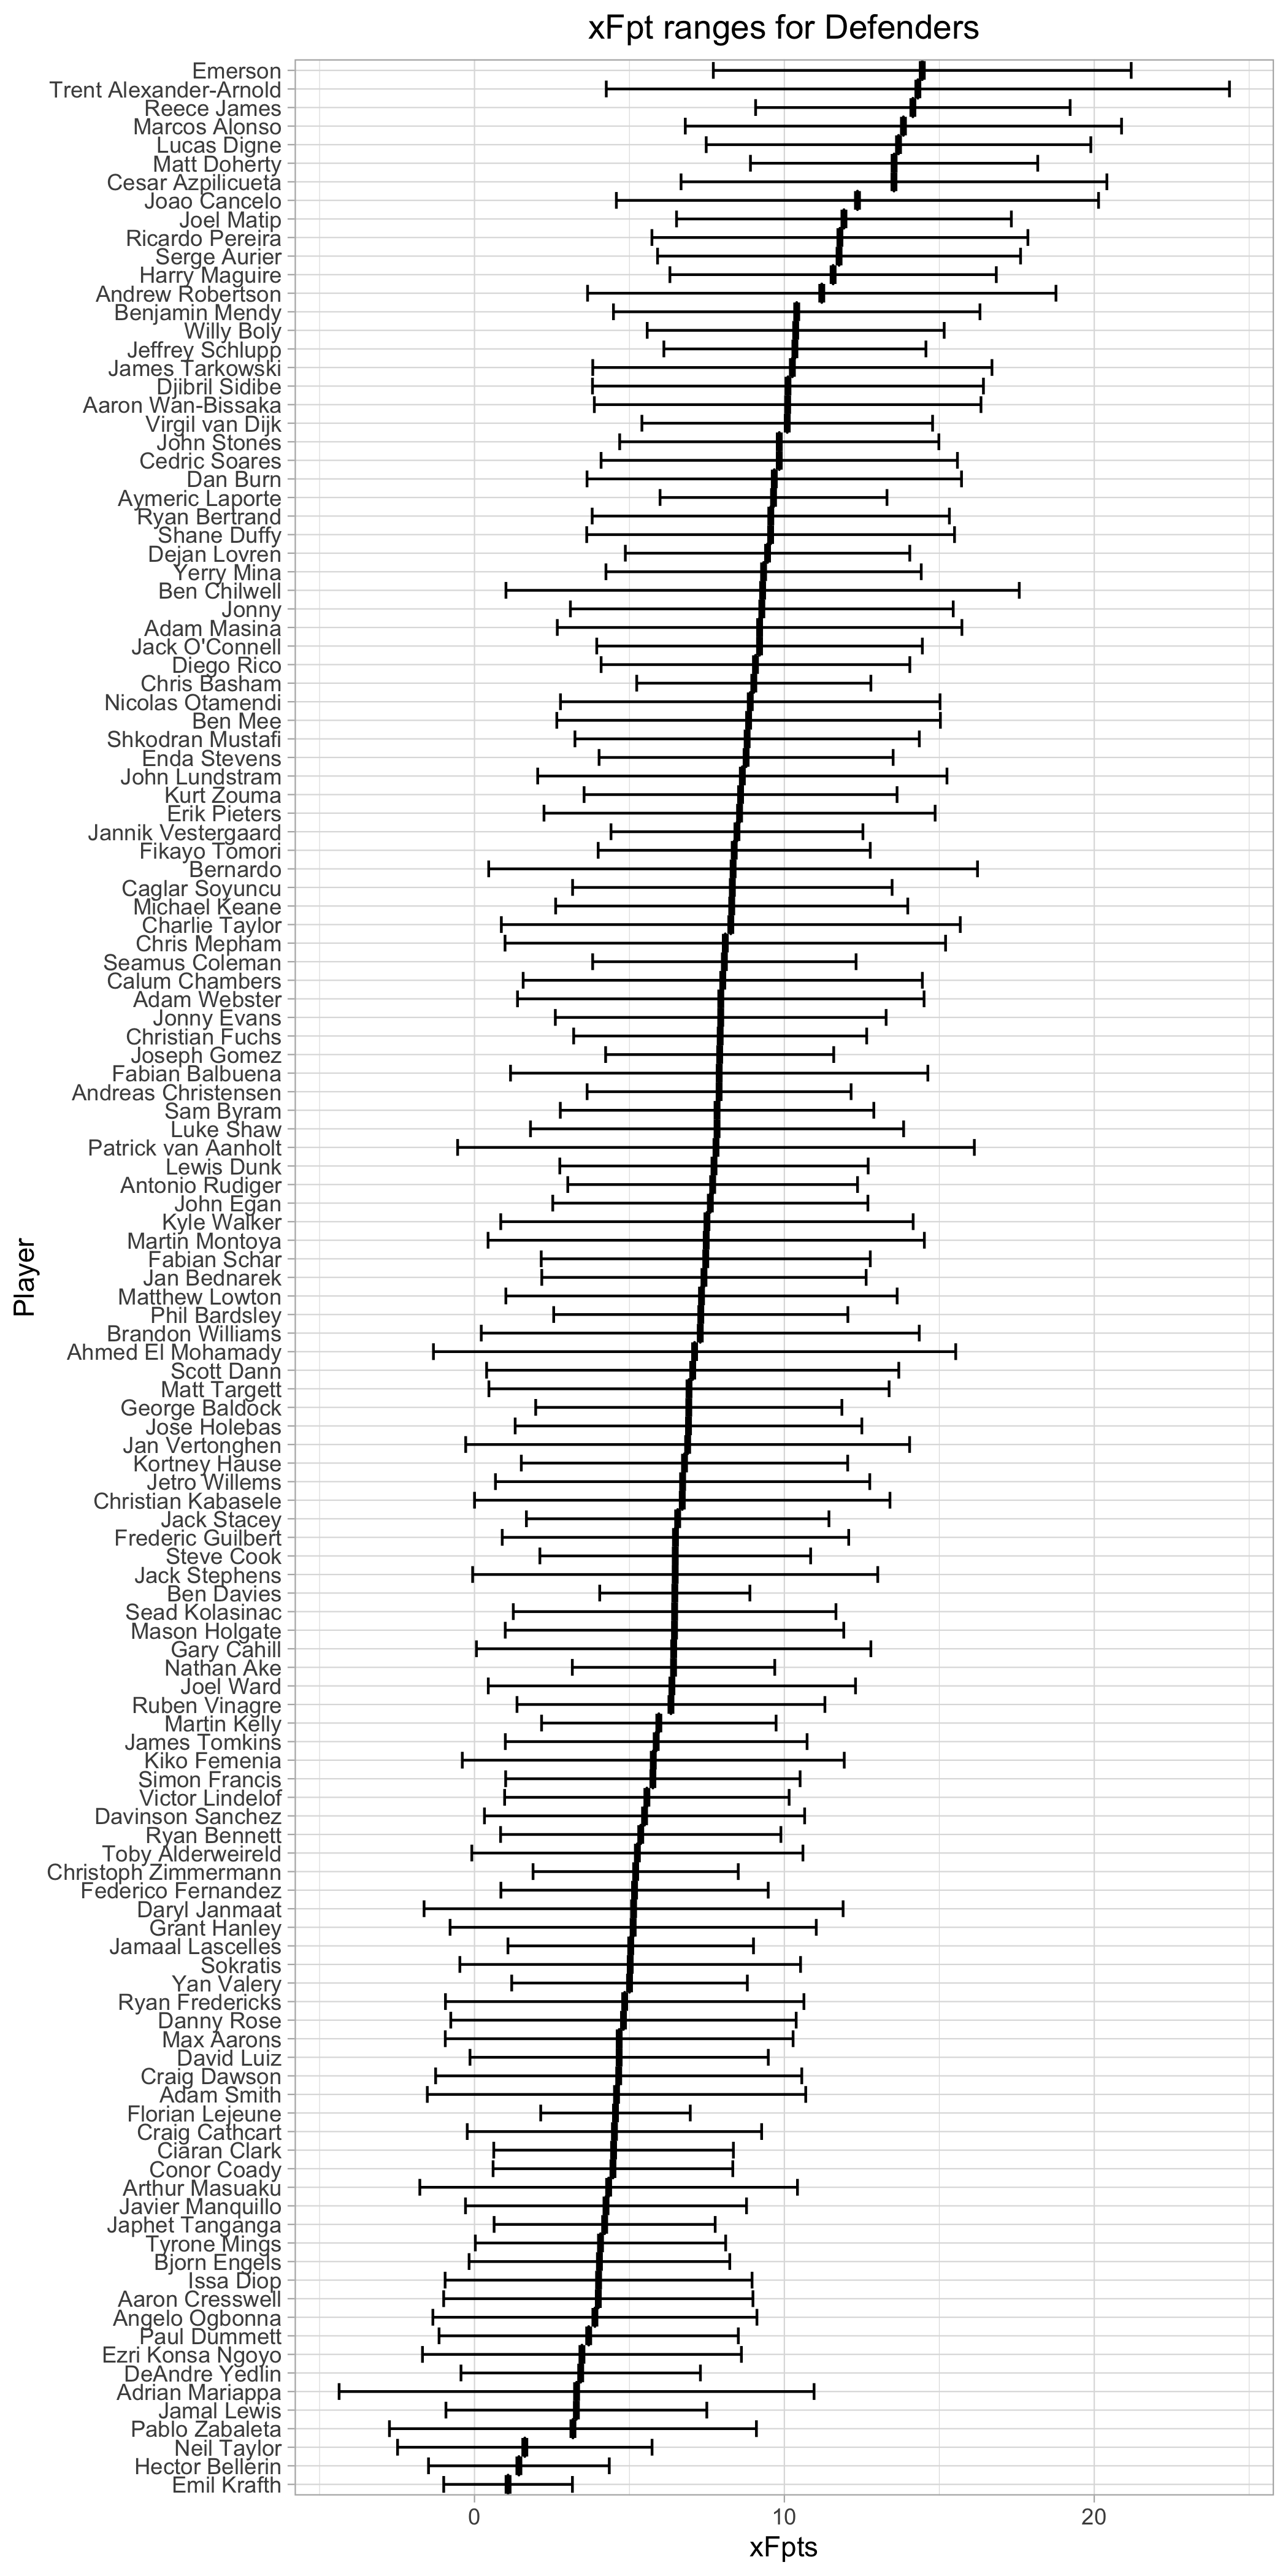 xFpt ranges for Defenders
Emerson
Trent Alexander-Arnold
Reece James
Marcos Alonso
Lucas Digne
Matt Doherty
Cesar Azpilicueta
Joao Cancelo
Joel Matip
Ricardo Pereira
Serge Aurier
Harry Maguire
Andrew Robertson
Benjamin Mendy
Willy Boly
Jeffrey Schlupp
James Tarkowski
Djibril Sidibe
Aaron Wan-Bissaka
Virgil van Dijk
John Stones
Cedric Soares
Dan Burn
Aymeric Laporte
Ryan Bertrand
Shane Duffy
Dejan Lovren
Yerry Mina
Ben Chilwell
Jonny
Adam Masina
Jack O'Connell
Diego Rico
Chris Basham
Nicolas Otamendi
Ben Mee
Shkodran Mustafi
Enda Stevens
John Lundstram
Kurt Zouma
Erik Pieters
Jannik Vestergaard
Fikayo Tomori
Bernardo
Caglar Soyuncu
Michael Keane
Charlie Taylor
Chris Mepham
Seamus Coleman
Calum Chambers
Adam Webster
Jonny Evans
Christian Fuchs
Joseph Gomez
Fabian Balbuena
Andreas Christensen
Sam Byram
Luke Shaw
Patrick van Aanholt
Lewis Dunk
Antonio Rudiger
John Egan
Kyle Walker
Martin Montoya
Fabian Schar
Jan Bednarek
Matthew Lowton
Phil Bardsley
Brandon Williams
Ahmed El Mohamady
Scott Dann
Matt Targett
George Baldock
Jose Holebas
Jan Vertonghen
Kortney Hause
Jetro Willems
Christian Kabasele
Jack Stacey
Frederic Guilbert
Steve Cook
Jack Stephens
Ben Davies
Sead Kolasinac
Mason Holgate
Gary Cahill
Nathan Ake
Joel Ward
Ruben Vinagre
Martin Kelly
James Tomkins
Kiko Femenia
Simon Francis
Victor Lindelof
Davinson Sanchez
Ryan Bennett
Toby Alderweireld
Christoph Zimmermann
Federico Fernandez
Daryl Janmaat
Grant Hanley
Jamaal Lascelles
Sokratis
Yan Valery
Ryan Fredericks
Danny Rose
Max Aarons
David Luiz
Craig Dawson
Adam Smith
Florian Lejeune
Craig Cathcart
Ciaran Clark
Conor Coady
Arthur Masuaku
Javier Manquillo
Japhet Tanganga
Tyrone Mings
Bjorn Engels
Issa Diop
Aaron Cresswell
Angelo Ogbonna
Paul Dummett
Ezri Konsa Ngoyo
DeAndre Yedlin
Adrian Mariappa
Jamal Lewis
Pablo Zabaleta
Neil Taylor
Hector Bellerin
Emil Krafth
Player
0 10 20
xFpts